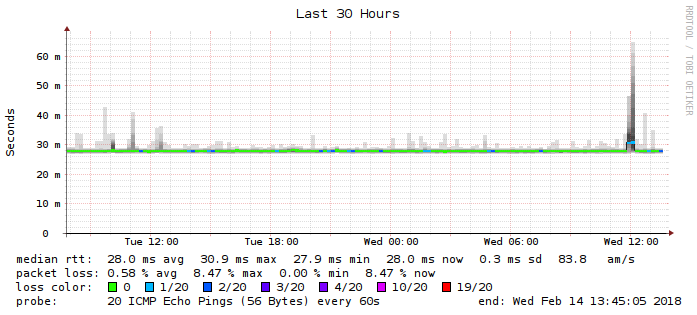 Last 30 Hours
RRDTOOL / TOBI OETIKER
Seconds
60 m
50 m
40 m
30 m
20 m
10 m
0
Tue 12:00 Tue 18:00 Wed 00:00 Wed 06:00 Wed 12:00
median rtt: 28.0 ms avg 30.9 ms max 27.9 ms min 28.0 ms now 0.3 ms sd 83.8 am/s
packet loss: 0.58 % avg 8.47 % max 0.00 % min 8.47 % now
loss color: 0 1/20 2/20 3/20 4/20 10/20 19/20
probe: 20 ICMP Echo Pings (56 Bytes) every 60s end: Wed Feb 14 13:45:05 2018